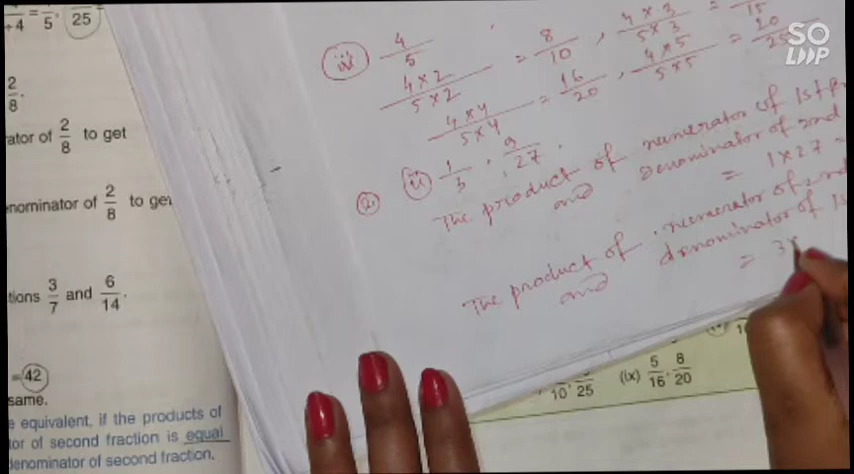 ÷4 = 5, 25 =
2/8.
ator of 2/8 to get
nominator of 2/8 to get
tions 3/7 and 6/14.
= 42
same.
e equivalent, if the products of
tor of second fraction is equal
denominator of second fraction.
iv 4/5
4×2/5×2 = 8/10, 4×3/5×3 = /15
4×4/5×4 = 16/20, 4×5/5×5 = 20/25
② ii 1/3, 9/27.
The product of numerator of 1st
and denominator of 2nd
= 1×27 =
The product of numerator of 2nd
and denominator of 1s
= 3×
10, 25 (ix) 5/16, 8/20
SOLOOP